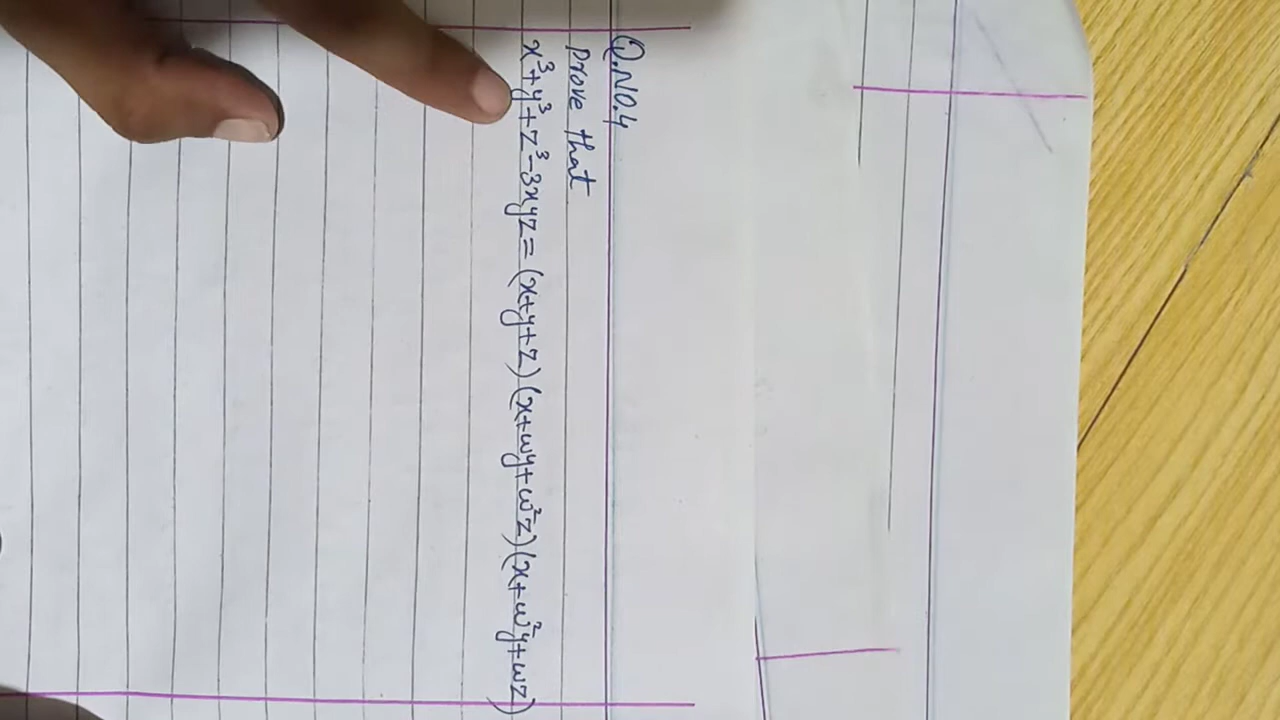 Q.NO.4
prove that
x³+y³+z³-3xyz=(x+y+z)(x+ωy+ω²z)(x+ω²y+ωz)